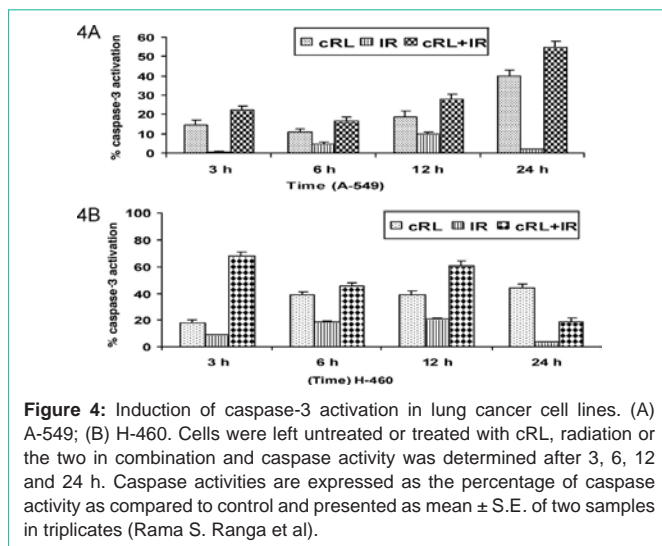 4A
60
50
40
30
20
10
0
% caspase-3 activation
cRL IR cRL+IR
3 h 6 h 12 h 24 h
Time (A-549)
4B
100
80
60
40
20
0
% caspase-3 activation
cRL IR cRL+IR
3 h 6 h 12 h 24 h
(Time) H-460
Figure 4: Induction of caspase-3 activation in lung cancer cell lines. (A)
A-549; (B) H-460. Cells were left untreated or treated with cRL, radiation or
the two in combination and caspase activity was determined after 3, 6, 12
and 24 h. Caspase activities are expressed as the percentage of caspase
activity as compared to control and presented as mean ± S.E. of two samples
in triplicates (Rama S. Ranga et al).